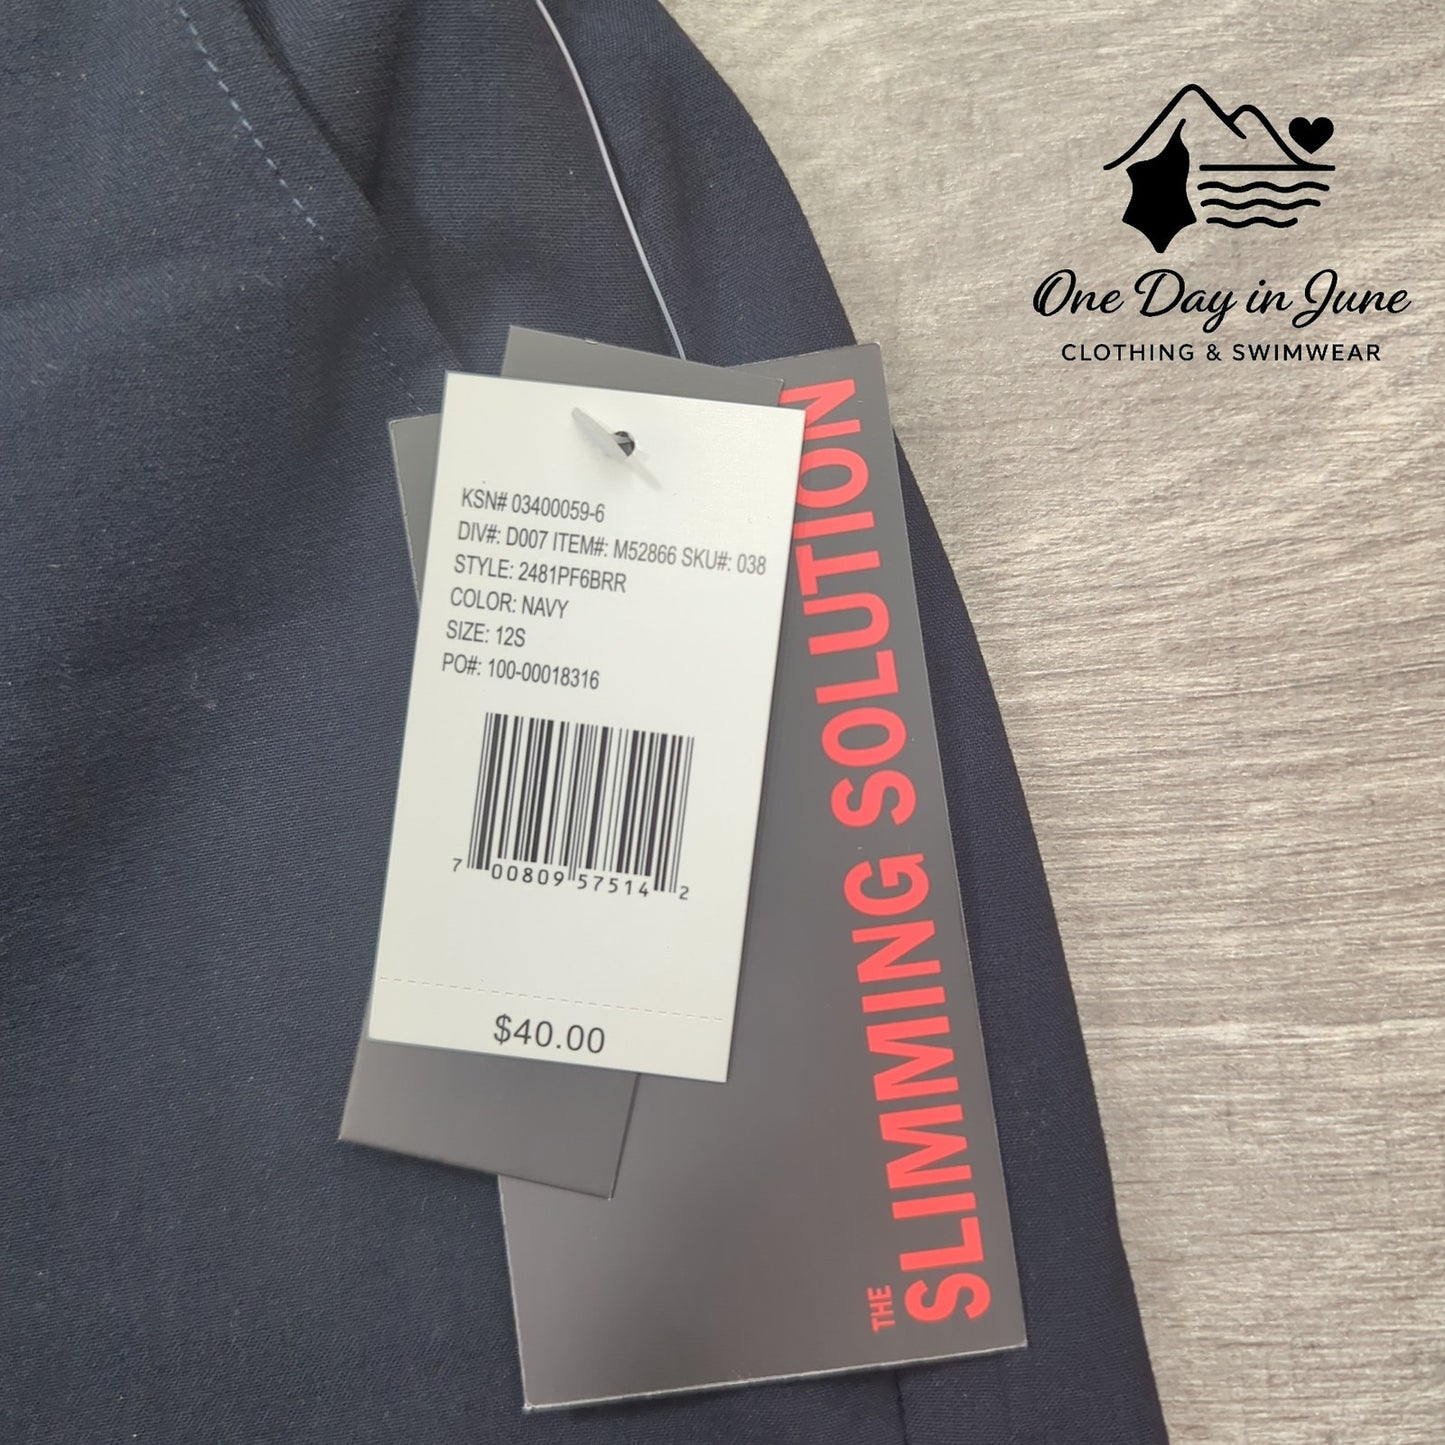 One Day in June
CLOTHING & SWIMWEAR
KSN# 03400059-6
DIV#: D007 ITEM#: M52866 SKU#: 038
STYLE: 2481PF6BRR
COLOR: NAVY
SIZE: 12S
PO#: 100-00018316
7 00809 57514 2
$40.00
THE
SLIMMING SOLUTION